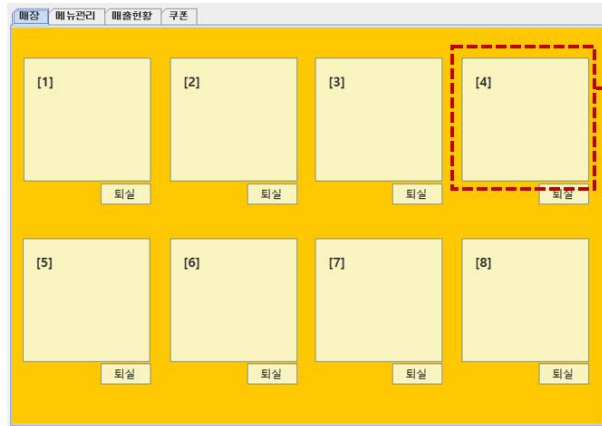 매장 메뉴관리 매출현황 쿠폰
[1] [2] [3] [4]
퇴실 퇴실 퇴실 퇴실
[5] [6] [7] [8]
퇴실 퇴실 퇴실 퇴실